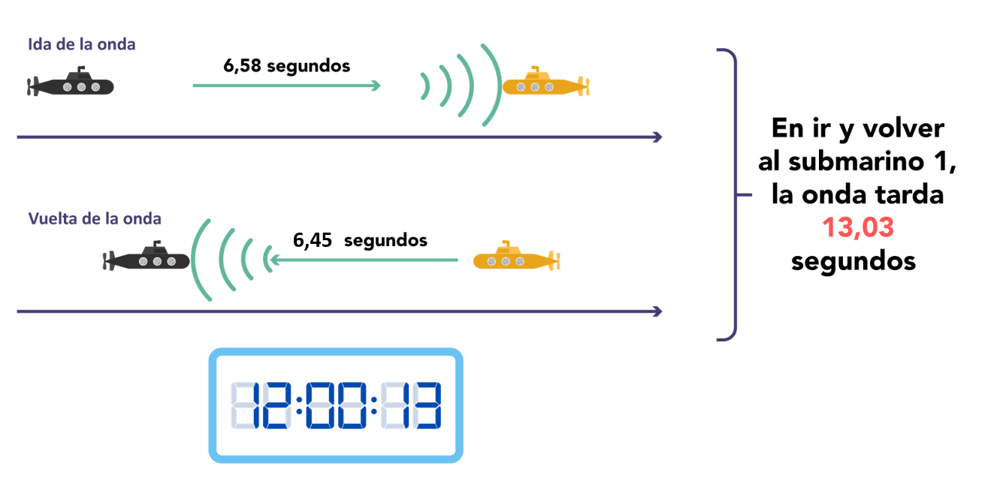 Ida de la onda
6,58 segundos
Vuelta de la onda
6,45 segundos
En ir y volver
al submarino 1,
la onda tarda
13,03
segundos
12:00:13